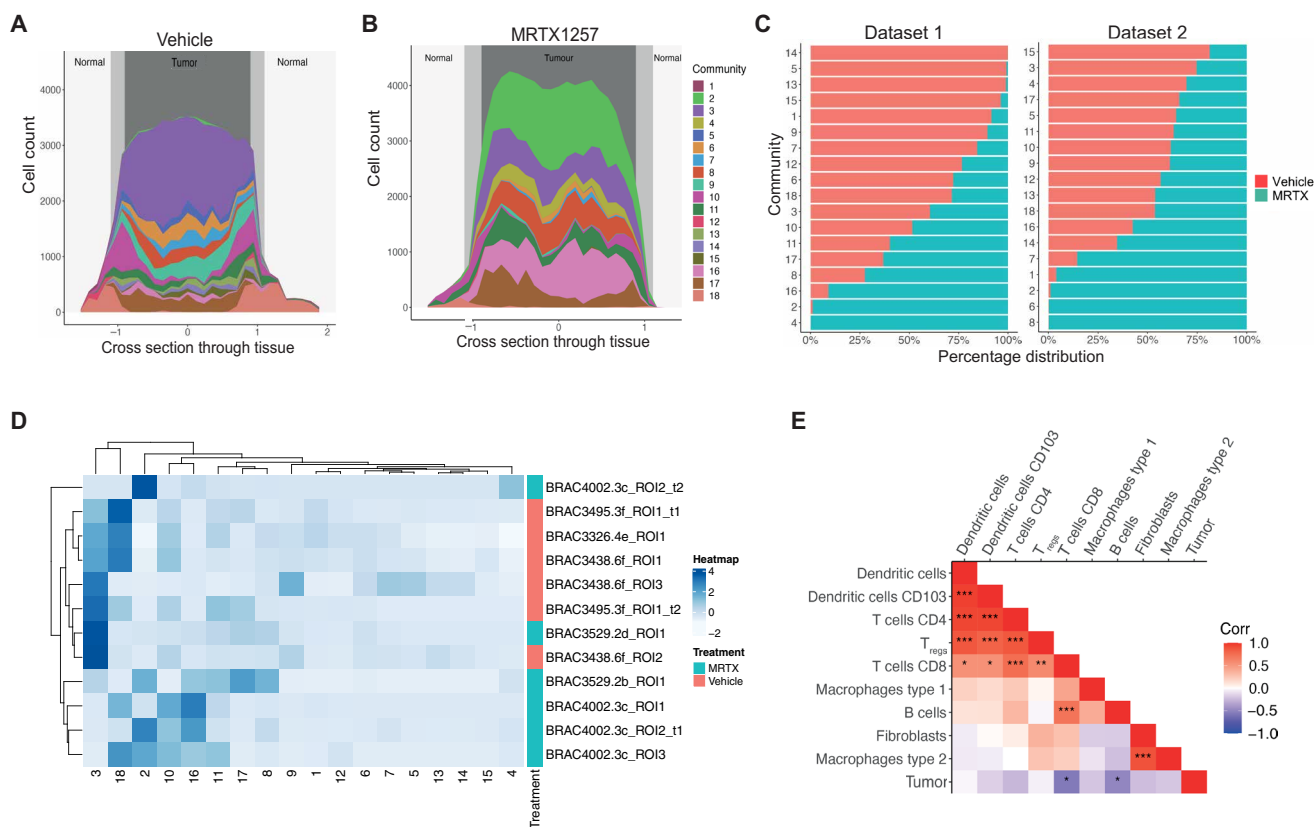 A
Vehicle
Normal
Tumor
Normal
Cell count
4000
3000
2000
1000
0
−1
0
1
2
Cross section through tissue
B
MRTX1257
Normal
Tumour
Normal
Cell count
4000
3000
2000
1000
0
−1
0
1
Cross section through tissue
Community
1
2
3
4
5
6
7
8
9
10
11
12
13
14
15
16
17
18
C
Dataset 1
Dataset 2
Community
14
5
13
15
1
9
7
12
6
18
3
10
11
17
8
16
2
4
0%
25%
50%
75%
100%
15
3
4
17
5
11
10
9
12
13
18
16
14
7
1
2
6
8
0%
25%
50%
75%
100%
Percentage distribution
Vehicle
MRTX
D
BRAC4002.3c_ROI2_t2
BRAC3495.3f_ROI1_t1
BRAC3326.4e_ROI1
BRAC3438.6f_ROI1
BRAC3438.6f_ROI3
BRAC3495.3f_ROI1_t2
BRAC3529.2d_ROI1
BRAC3438.6f_ROI2
BRAC3529.2b_ROI1
BRAC4002.3c_ROI1
BRAC4002.3c_ROI2_t1
BRAC4002.3c_ROI3
3 18 2 10 16 11 17 8 9 1 12 6 7 5 13 14 15 4
Treatment
Heatmap
4
2
0
−2
Treatment
MRTX
Vehicle
E
Dendritic cells
Dendritic cells CD103
T cells CD4
Tregs
T cells CD8
Macrophages type 1
B cells
Fibroblasts
Macrophages type 2
Tumor
Dendritic cells
Dendritic cells CD103
***
T cells CD4
*** ***
Tregs
*** *** ***
T cells CD8
* * *** **
Macrophages type 1
B cells
***
Fibroblasts
Macrophages type 2
***
Tumor
* *
Corr
1.0
0.5
0.0
−0.5
−1.0